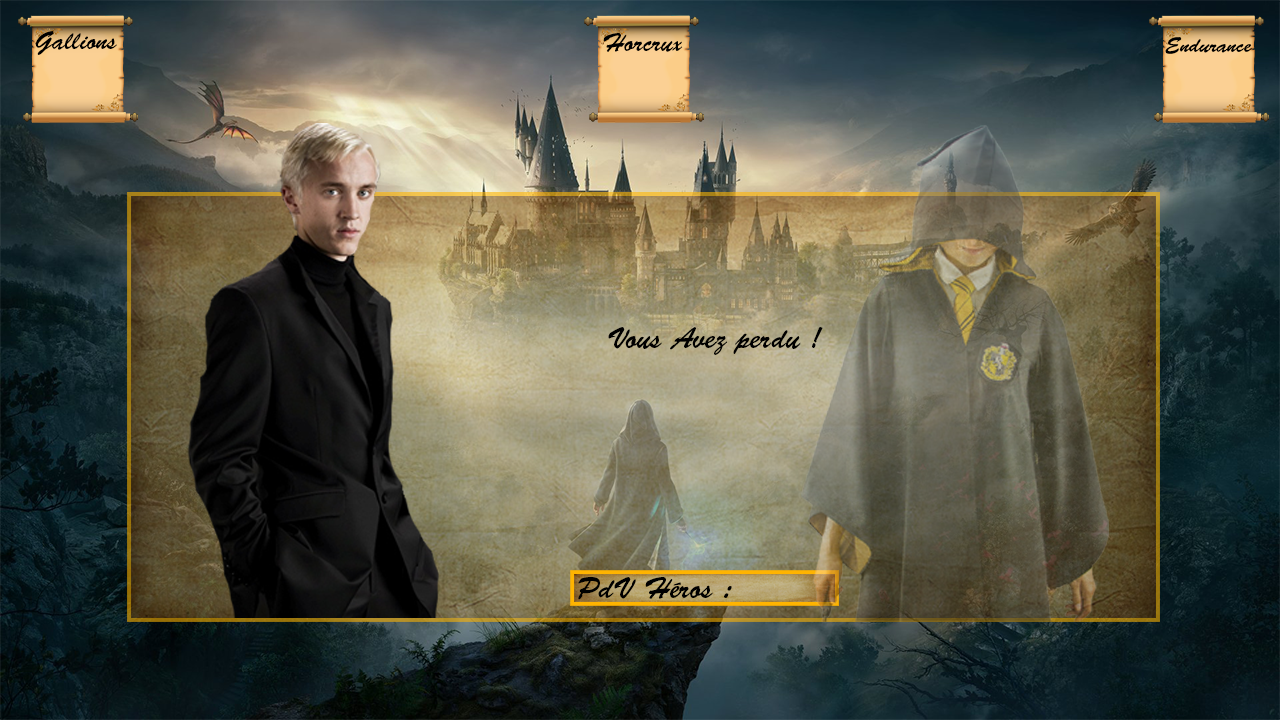 Gallions
Horcrux
Endurance
Vous Avez perdu !
PdV Héros :